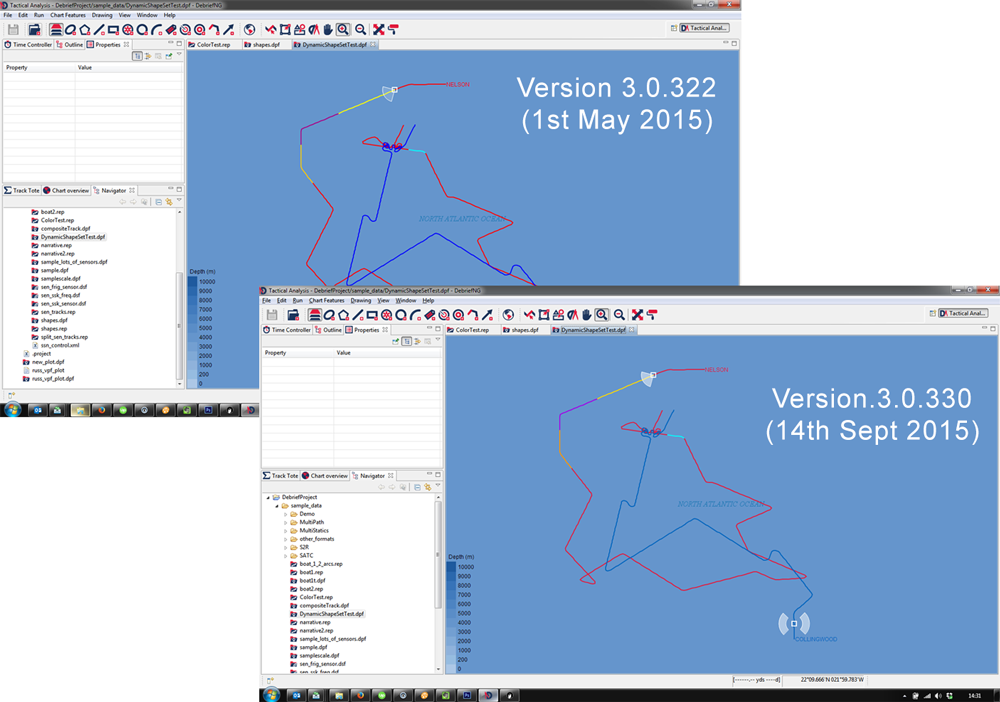 Tactical Analysis - DebriefProject/sample_data/DynamicShapeSetTest.dpf - DebriefNG
File Edit Run Chart Features Drawing View Window Help
Tactical Anal...
Time Controller Outline Properties
ColorTest.rep shapes.dpf DynamicShapeSetTest.dpf
Property Value
NELSON
Version 3.0.322
(1st May 2015)
NORTH ATLANTIC OCEAN
Track Tote Chart overview Navigator
boat2.rep
ColorTest.rep
compositeTrack.dpf
DynamicShapeSetTest.dpf
narrative.rep
narrative2.rep
sample_lots_of_sensors.dpf
sample.dpf
samplescale.dpf
sen_frig_sensor.dsf
sen_ssk_freq.dsf
sen_ssk_sensor.dsf
sen_tracks.rep
shapes.dpf
shapes.rep
split_sen_tracks.rep
ssn_control.xml
.project
new_plot.dpf
russ_vpf_plot
russ_vpf_plot.dpf
Depth (m)
10000
9000
8000
7000
6000
5000
4000
3000
2000
1000
200
0
Tactical Analysis - DebriefProject/sample_data/DynamicShapeSetTest.dpf - DebriefNG
File Edit Run Chart Features Drawing View Window Help
Tactical Anal...
Time Controller Outline Properties
ColorTest.rep shapes.dpf DynamicShapeSetTest.dpf
Property Value
NELSON
Version.3.0.330
(14th Sept 2015)
NORTH ATLANTIC OCEAN
COLLINGWOOD
Track Tote Chart overview Navigator
DebriefProject
sample_data
Demo
MultiPath
MultiStatics
other_formats
S2R
SATC
boat_1_2_arcs.rep
boat1.rep
boat1t.dpf
boat2.rep
ColorTest.rep
compositeTrack.dpf
DynamicShapeSetTest.dpf
narrative.rep
narrative2.rep
sample_lots_of_sensors.dpf
sample.dpf
samplescale.dpf
sen_frig_sensor.dsf
sen_ssk_freq.dsf
Depth (m)
10000
9000
8000
7000
6000
5000
4000
3000
2000
1000
200
0
[------.-- yds ----d] 22°09.666'N 021°59.783'W
14:31